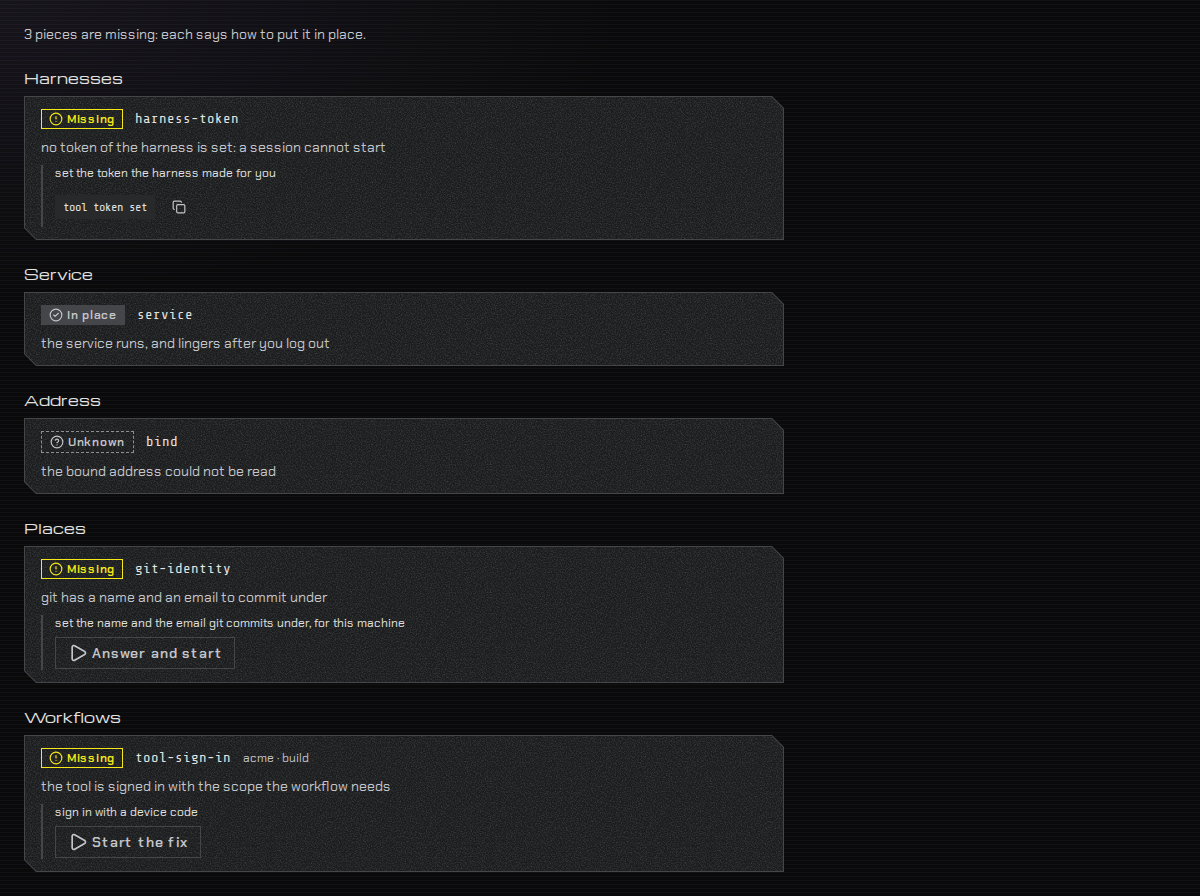 3 pieces are missing: each says how to put it in place.
Harnesses
Missing harness-token
no token of the harness is set: a session cannot start
set the token the harness made for you
tool token set
Service
In place service
the service runs, and lingers after you log out
Address
Unknown bind
the bound address could not be read
Places
Missing git-identity
git has a name and an email to commit under
set the name and the email git commits under, for this machine
Answer and start
Workflows
Missing tool-sign-in acme · build
the tool is signed in with the scope the workflow needs
sign in with a device code
Start the fix